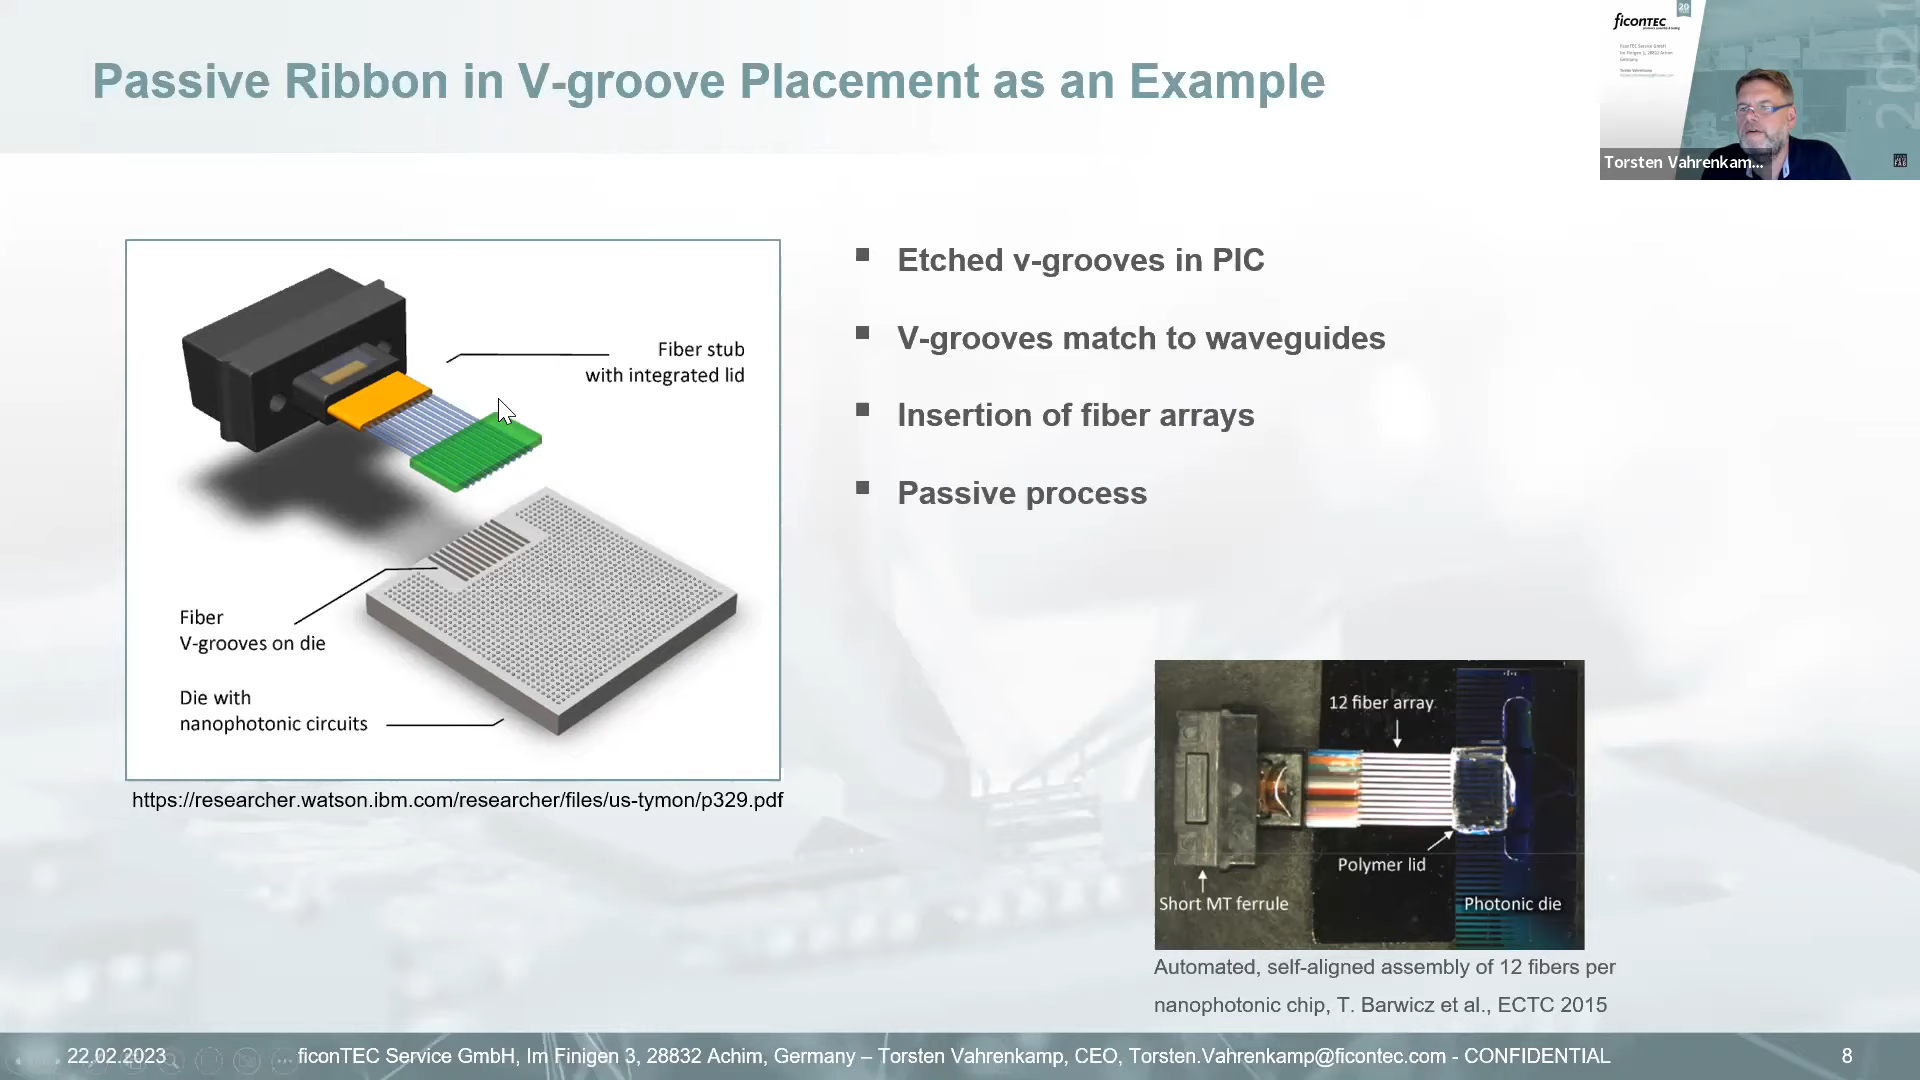 Passive Ribbon in V-groove Placement as an Example
20
ficonTEC
2021
Torsten Vahrenkam...
Fiber stub
with integrated lid
Fiber
V-grooves on die
Die with
nanophotonic circuits
https://researcher.watson.ibm.com/researcher/files/us-tymon/p329.pdf
Etched v-grooves in PIC
V-grooves match to waveguides
Insertion of fiber arrays
Passive process
12 fiber array
Polymer lid
Short MT ferrule
Photonic die
Automated, self-aligned assembly of 12 fibers per
nanophotonic chip, T. Barwicz et al., ECTC 2015
22.02.2023
ficonTEC Service GmbH, Im Finigen 3, 28832 Achim, Germany – Torsten Vahrenkamp, CEO, Torsten.Vahrenkamp@ficontec.com - CONFIDENTIAL
8